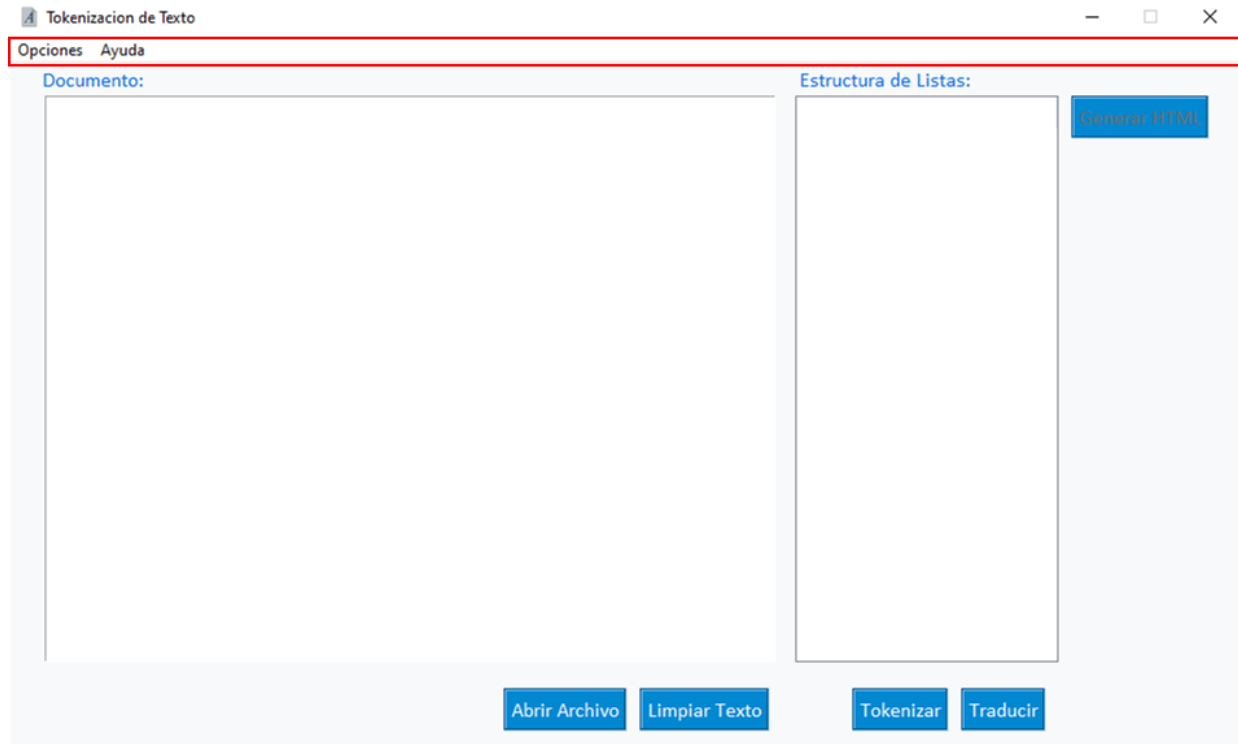 Tokenizacion de Texto
Opciones Ayuda
Documento:
Estructura de Listas:
Generar HTML
Abrir Archivo
Limpiar Texto
Tokenizar
Traducir